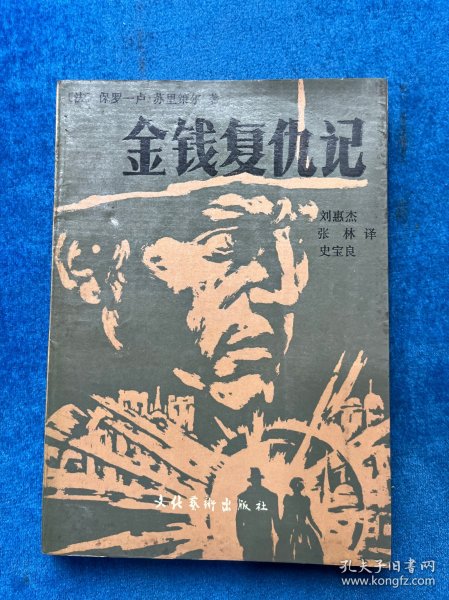 〔法〕保罗—卢·苏里策尔 著
金钱复仇记
刘惠杰
张 林 译
史宝良
文化艺术出版社
孔夫子旧书网
www.kongfz.com